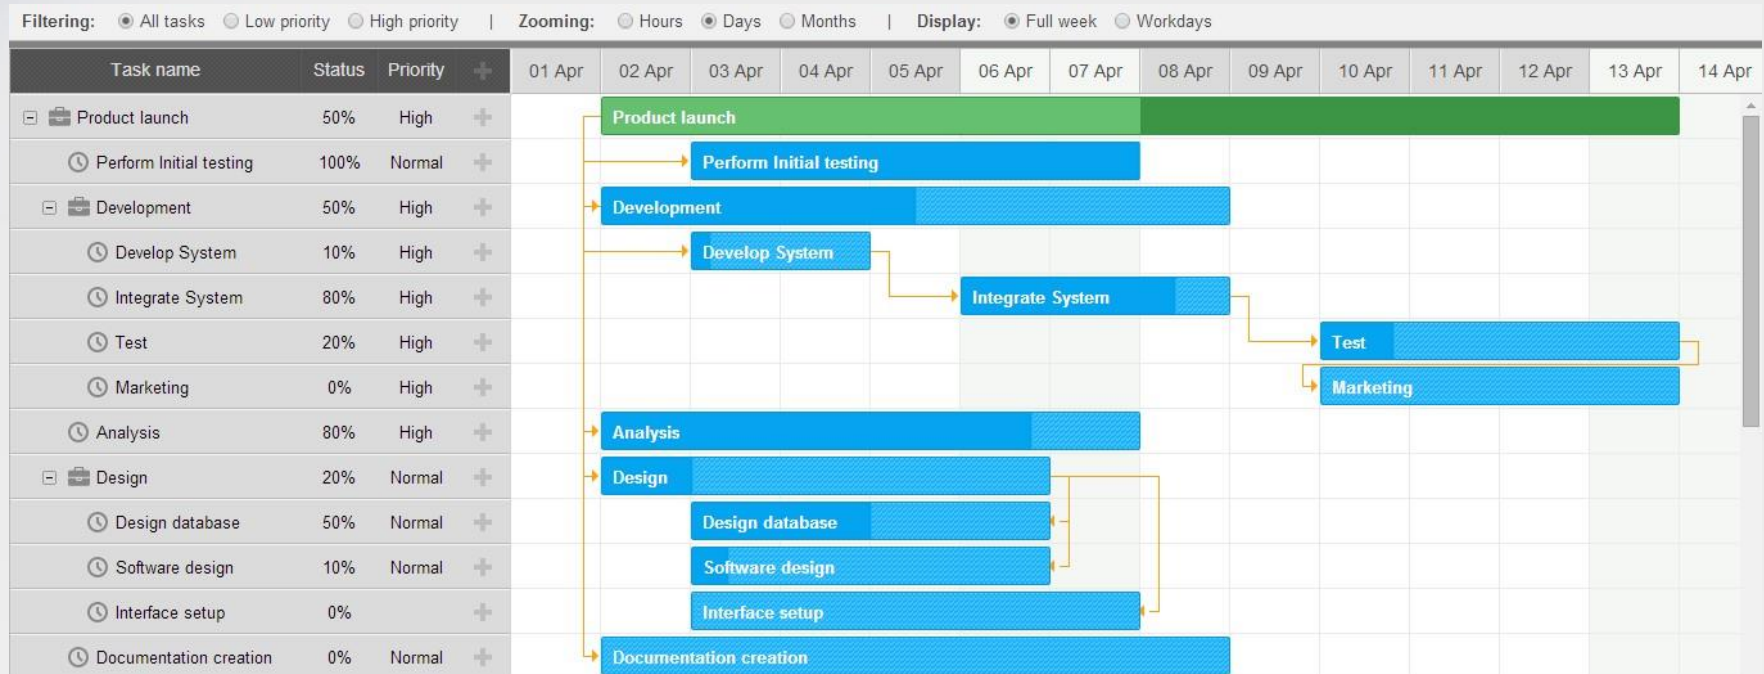 Filtering: All tasks Low priority High priority | Zooming: Hours Days Months | Display: Full week Workdays
Task name Status Priority 01 Apr 02 Apr 03 Apr 04 Apr 05 Apr 06 Apr 07 Apr 08 Apr 09 Apr 10 Apr 11 Apr 12 Apr 13 Apr 14 Apr
Product launch 50% High Product launch
Perform Initial testing 100% Normal Perform Initial testing
Development 50% High Development
Develop System 10% High Develop System
Integrate System 80% High Integrate System
Test 20% High Test
Marketing 0% High Marketing
Analysis 80% High Analysis
Design 20% Normal Design
Design database 50% Normal Design database
Software design 10% Normal Software design
Interface setup 0% Interface setup
Documentation creation 0% Normal Documentation creation